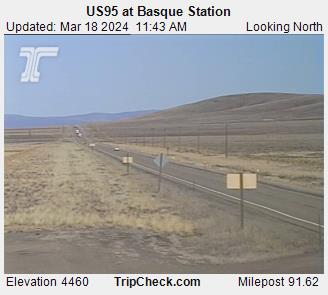 US95 at Basque Station
Updated: Mar 18 2024 11:43 AM Looking North
Elevation 4460 TripCheck.com Milepost 91.62